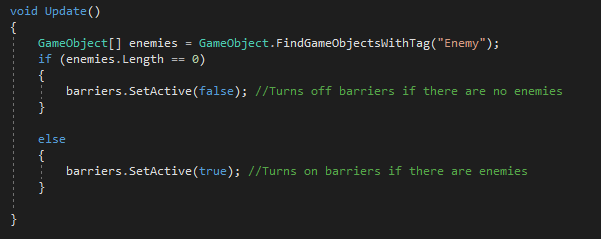 void Update()
{
GameObject[] enemies = GameObject.FindGameObjectsWithTag("Enemy");
if (enemies.Length == 0)
{
barriers.SetActive(false); //Turns off barriers if there are no enemies
}
else
{
barriers.SetActive(true); //Turns on barriers if there are enemies
}
}